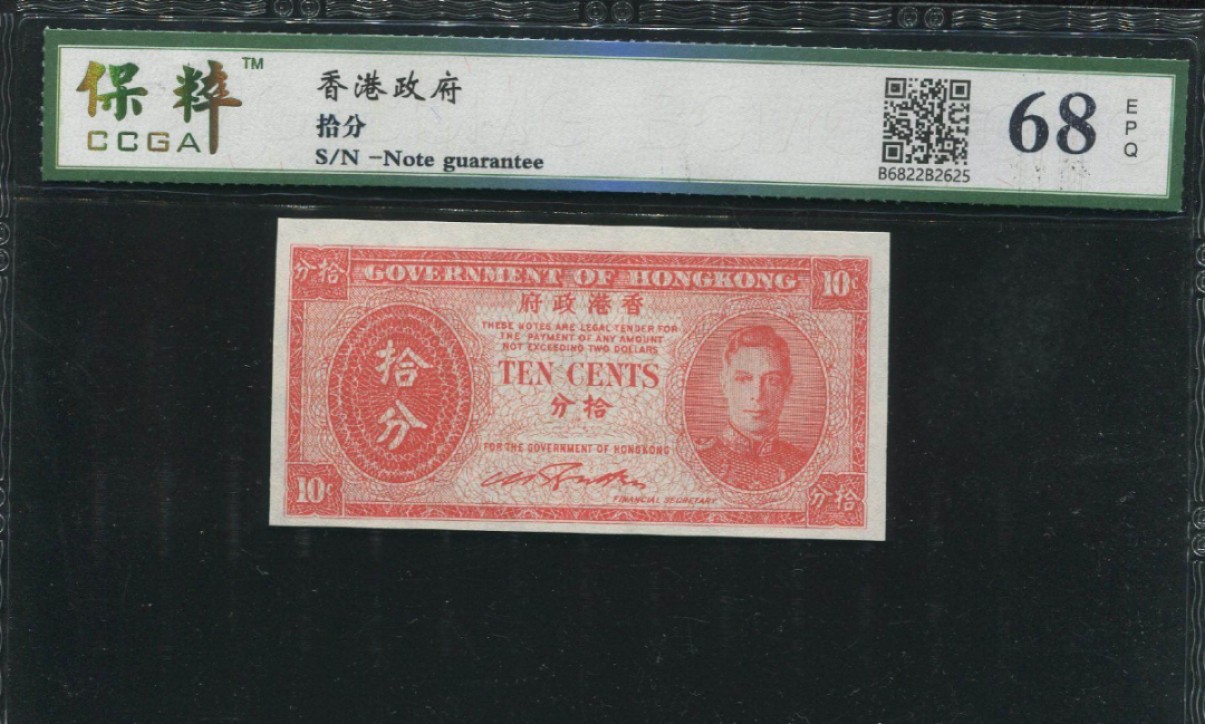 保粹™
CCGA
香港政府
拾分
S/N -Note guarantee
B6822B2625
68
EPQ
分拾
GOVERNMENT OF HONGKONG
10¢
府政港香
THESE NOTES ARE LEGAL TENDER FOR
THE PAYMENT OF ANY AMOUNT
NOT EXCEEDING TWO DOLLARS
拾分
TEN CENTS
分拾
FOR THE GOVERNMENT OF HONGKONG
10¢
FINANCIAL SECRETARY
分拾